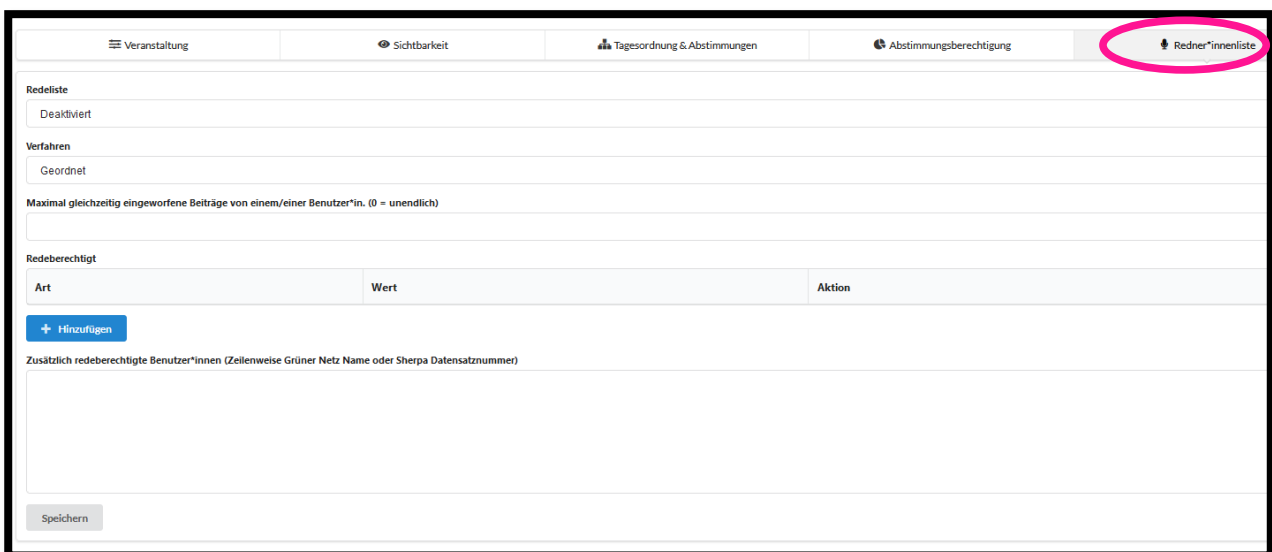 Veranstaltung
Sichtbarkeit
Tagesordnung & Abstimmungen
Abstimmungsberechtigung
Redner*innenliste
Redeliste
Deaktiviert
Verfahren
Geordnet
Maximal gleichzeitig eingeworfene Beiträge von einem/einer Benutzer*in. (0 = unendlich)
Redeberechtigt
Art Wert Aktion
+ Hinzufügen
Zusätzlich redeberechtigte Benutzer*innen (Zeilenweise Grüner Netz Name oder Sherpa Datensatznummer)
Speichern